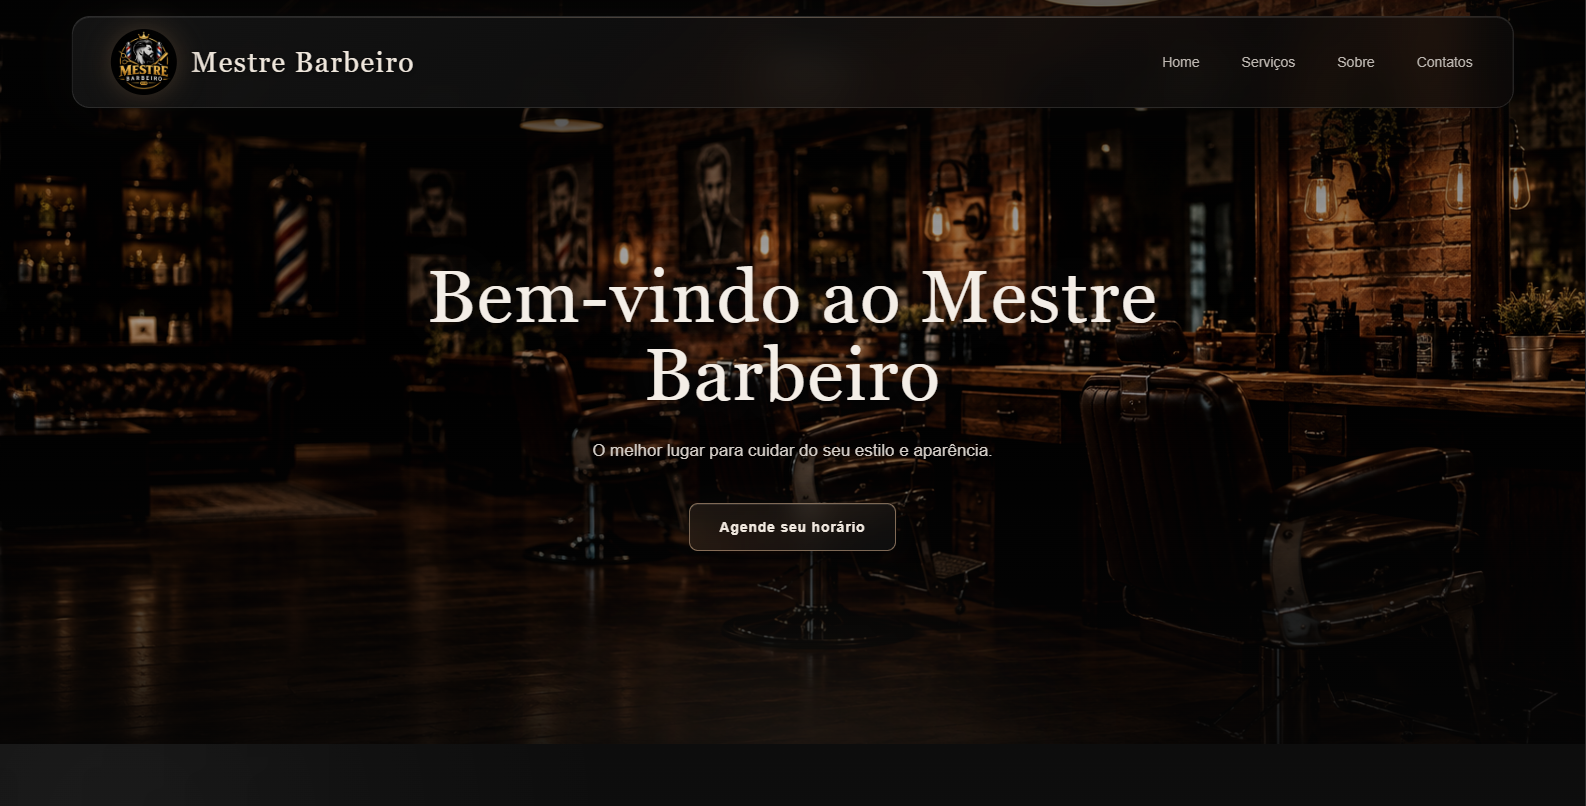 MESTRE
BARBEIRO
Mestre Barbeiro
Home
Serviços
Sobre
Contatos
Bem-vindo ao Mestre
Barbeiro
O melhor lugar para cuidar do seu estilo e aparência.
Agende seu horário